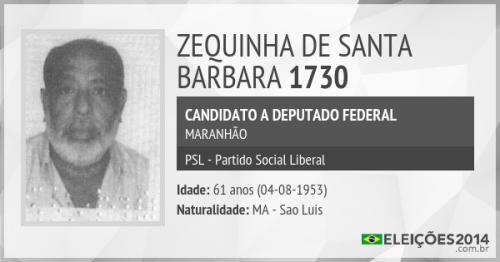 ZEQUINHA DE SANTA
BARBARA 1730
CANDIDATO A DEPUTADO FEDERAL
MARANHÃO
PSL - Partido Social Liberal
Idade: 61 anos (04-08-1953)
Naturalidade: MA - Sao Luis
ELEIÇÕES2014
.com.br